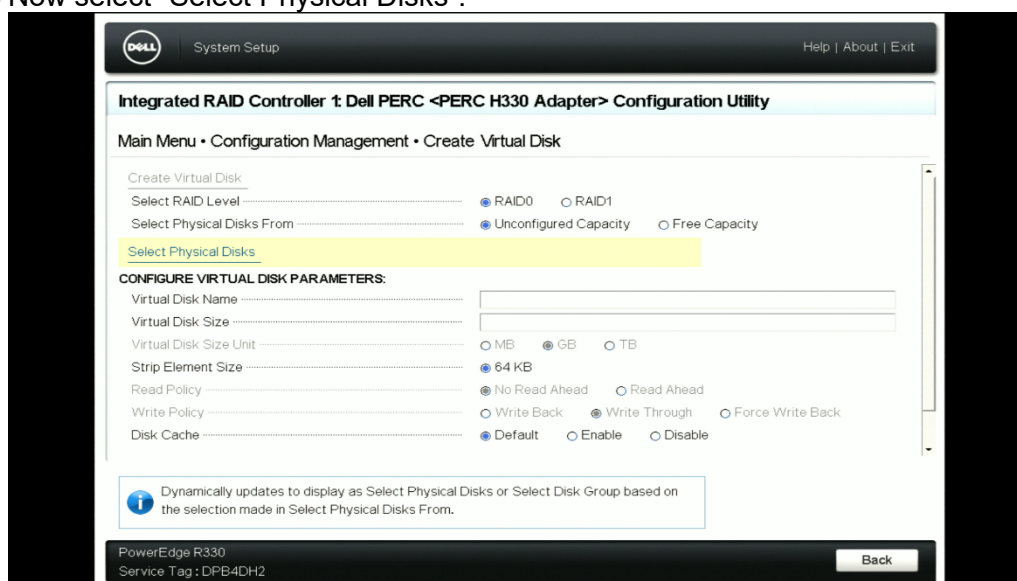 Now select "Select Physical Disks".
DELL
System Setup
Help | About | Exit
Integrated RAID Controller 1: Dell PERC <PERC H330 Adapter> Configuration Utility
Main Menu • Configuration Management • Create Virtual Disk
Create Virtual Disk
Select RAID Level RAID0 RAID1
Select Physical Disks From Unconfigured Capacity Free Capacity
Select Physical Disks
CONFIGURE VIRTUAL DISK PARAMETERS:
Virtual Disk Name
Virtual Disk Size
Virtual Disk Size Unit MB GB TB
Strip Element Size 64 KB
Read Policy No Read Ahead Read Ahead
Write Policy Write Back Write Through Force Write Back
Disk Cache Default Enable Disable
Dynamically updates to display as Select Physical Disks or Select Disk Group based on
the selection made in Select Physical Disks From.
PowerEdge R330
Service Tag : DPB4DH2
Back